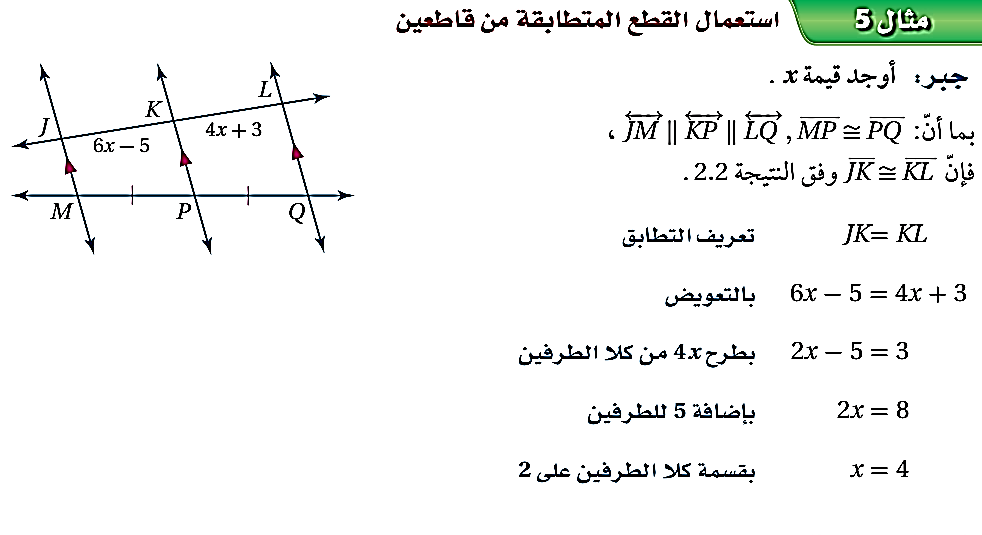 مثال 5 استعمال القطع المتطابقة من قاطعين
جبر: أوجد قيمة x .
بما أنّ: JM ∥ KP ∥ LQ , MP ≅ PQ ،
فإنّ JK ≅ KL وفق النتيجة 2.2 .
JK= KL تعريف التطابق
6x − 5 = 4x + 3 بالتعويض
2x − 5 = 3 بطرح 4x من كلا الطرفين
2x = 8 بإضافة 5 للطرفين
x = 4 بقسمة كلا الطرفين على 2
L
K
J
4x + 3
6x − 5
M P Q